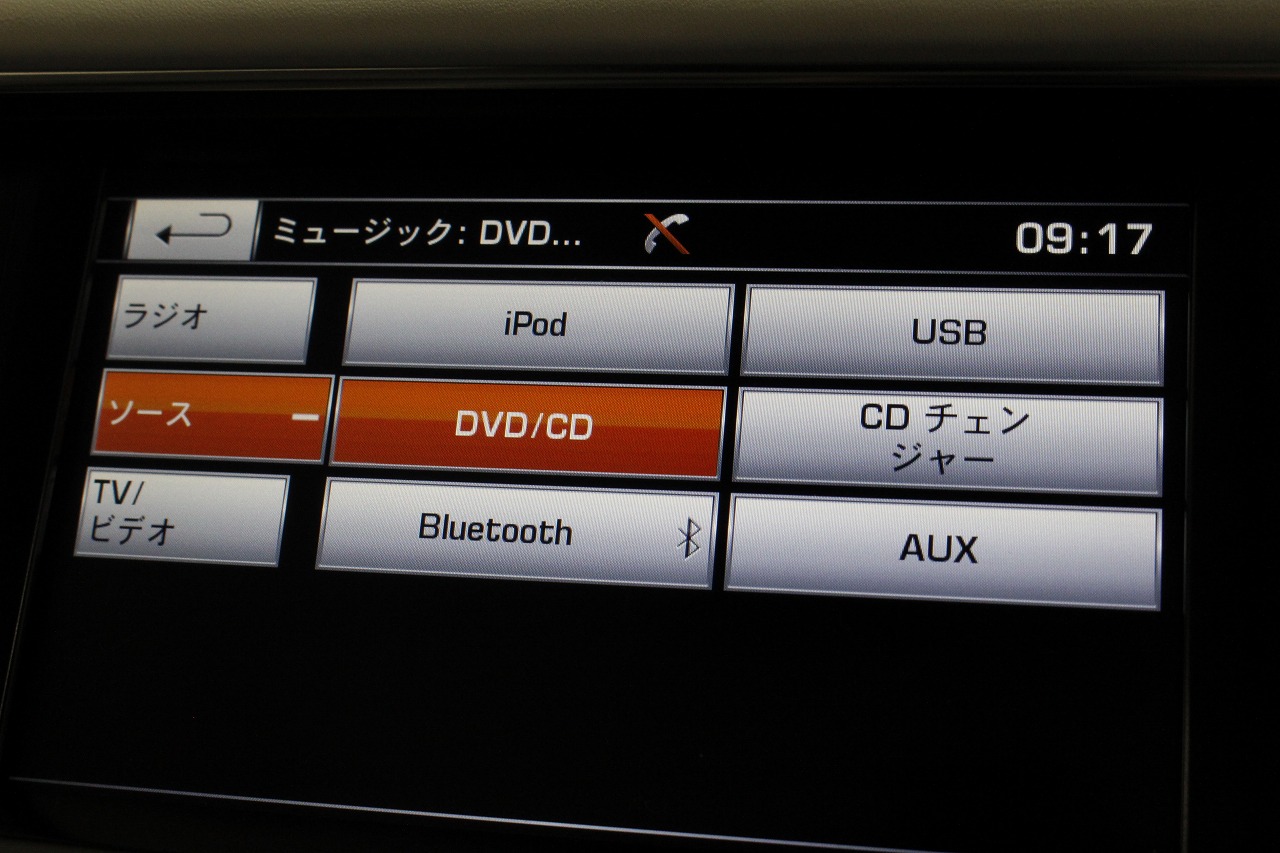 ミュージック: DVD...
09:17
ラジオ
iPod
USB
ソース
DVD/CD
CD チェン
ジャー
TV/
ビデオ
Bluetooth
AUX